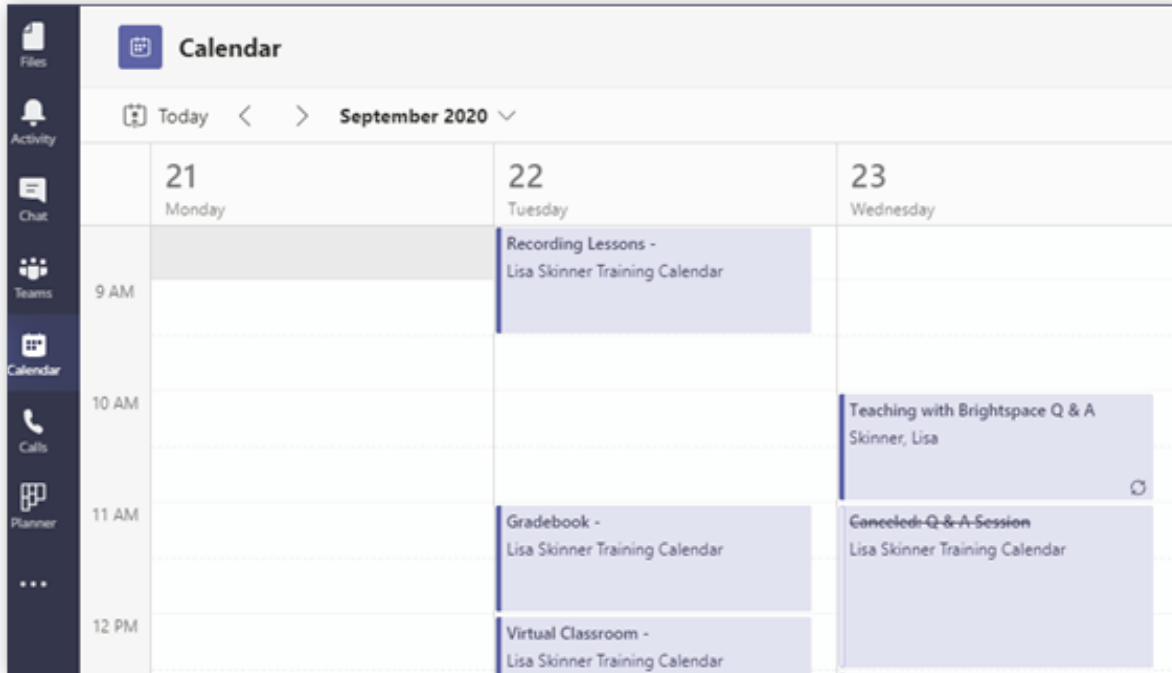 Files
Activity
Chat
Teams
Calendar
Calls
Planner
Calendar
Today
September 2020
21
Monday
22
Tuesday
23
Wednesday
9 AM
10 AM
11 AM
12 PM
Recording Lessons -
Lisa Skinner Training Calendar
Gradebook -
Lisa Skinner Training Calendar
Virtual Classroom -
Lisa Skinner Training Calendar
Teaching with Brightspace Q & A
Skinner, Lisa
Canceled: Q & A Session
Lisa Skinner Training Calendar